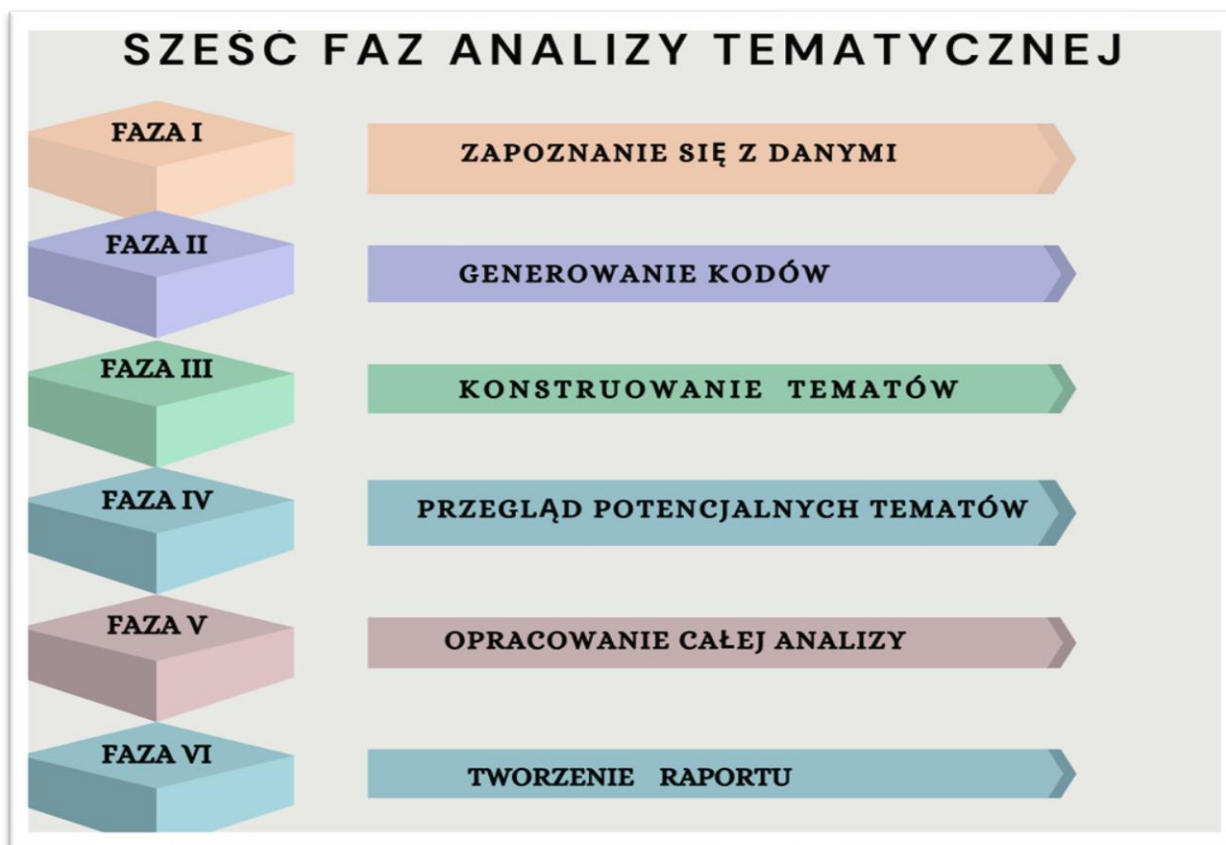 SZEŚĆ FAZ ANALIZY TEMATYCZNEJ
FAZA I
ZAPOZNANIE SIĘ Z DANYMI
FAZA II
GENEROWANIE KODÓW
FAZA III
KONSTRUOWANIE TEMATÓW
FAZA IV
PRZEGLĄD POTENCJALNYCH TEMATÓW
FAZA V
OPRACOWANIE CAŁEJ ANALIZY
FAZA VI
TWORZENIE RAPORTU